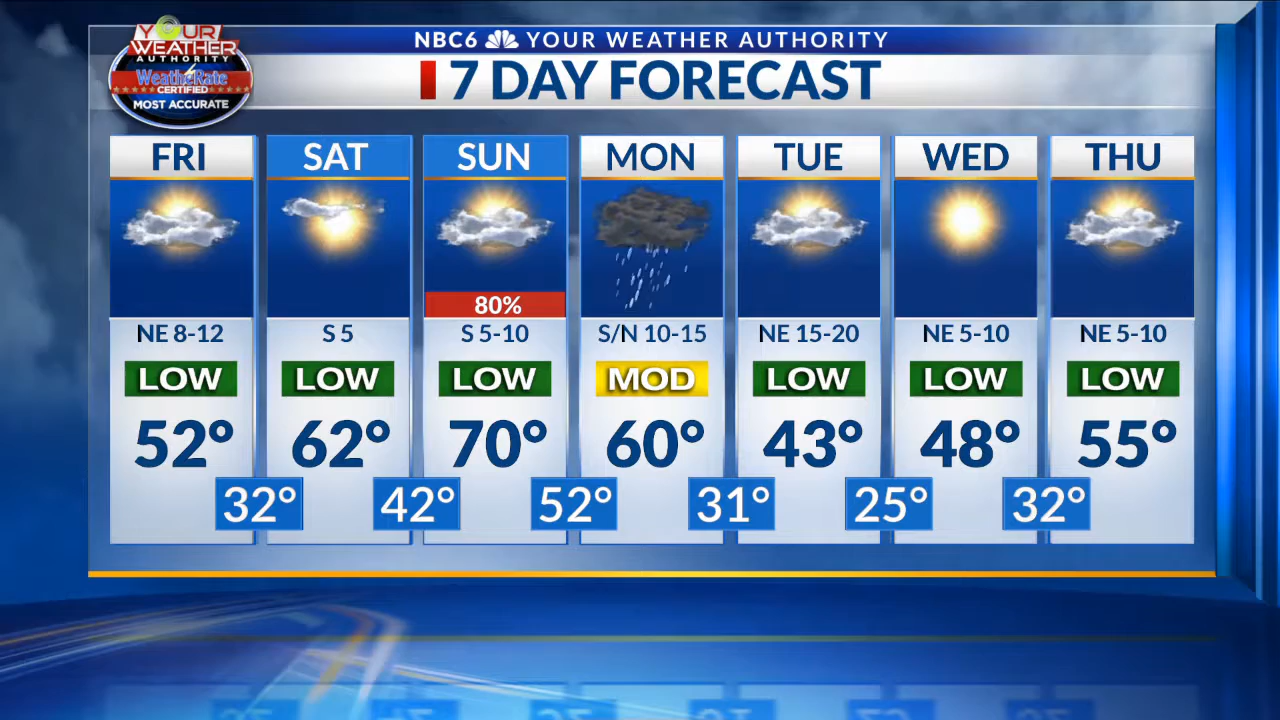 YOUR
WEATHER
AUTHORITY
WeatheRate
CERTIFIED
MOST ACCURATE
NBC6 YOUR WEATHER AUTHORITY
7 DAY FORECAST
FRI SAT SUN MON TUE WED THU
80%
NE 8-12 S 5 S 5-10 S/N 10-15 NE 15-20 NE 5-10 NE 5-10
LOW LOW LOW MOD LOW LOW LOW
52° 62° 70° 60° 43° 48° 55°
32° 42° 52° 31° 25° 32°